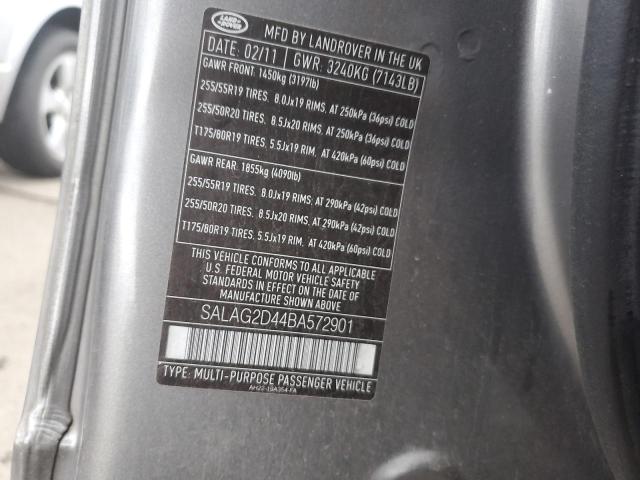 LAND ROVER
MFD BY LANDROVER IN THE UK
DATE: 02/11 GWR: 3240KG (7143LB)
GAWR FRONT: 1450kg (3197lb)
255/55R19 TIRES. 8.0Jx19 RIMS, AT 250kPa (36psi) COLD
255/50R20 TIRES. 8.5Jx20 RIMS, AT 250kPa (36psi) COLD
T175/80R19 TIRES. 5.5Jx19 RIM, AT 420kPa (60psi) COLD
GAWR REAR: 1855kg (4090lb)
255/55R19 TIRES. 8.0Jx19 RIMS, AT 290kPa (42psi) COLD
255/50R20 TIRES. 8.5Jx20 RIMS, AT 290kPa (42psi) COLD
T175/80R19 TIRES. 5.5Jx19 RIM, AT 420kPa (60psi) COLD
THIS VEHICLE CONFORMS TO ALL APPLICABLE
U.S. FEDERAL MOTOR VEHICLE SAFETY
STANDARDS IN EFFECT ON THE DATE OF
MANUFACTURE SHOWN ABOVE.
SALAG2D44BA572901
TYPE: MULTI-PURPOSE PASSENGER VEHICLE
AH22-19A354-FA